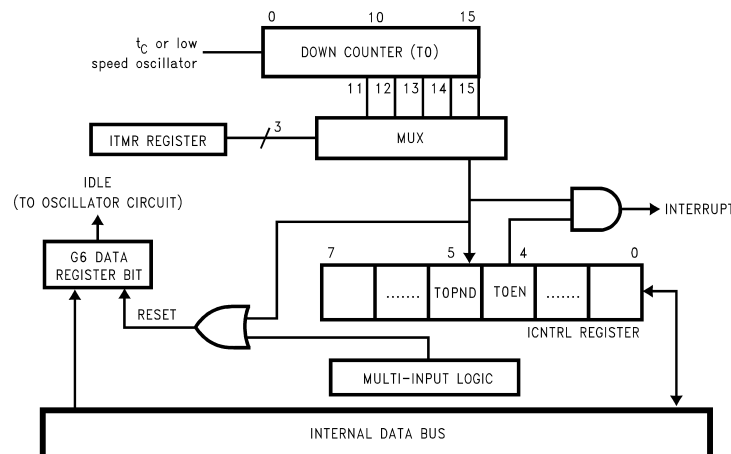 0 10 15
t_C or low
speed oscillator
DOWN COUNTER (T0)
11 12 13 14 15
ITMR REGISTER
3
MUX
IDLE
(TO OSCILLATOR CIRCUIT)
INTERRUPT
G6 DATA
REGISTER BIT
7 5 4 0
....... T0PND T0EN .......
RESET
ICNTRL REGISTER
MULTI-INPUT LOGIC
INTERNAL DATA BUS